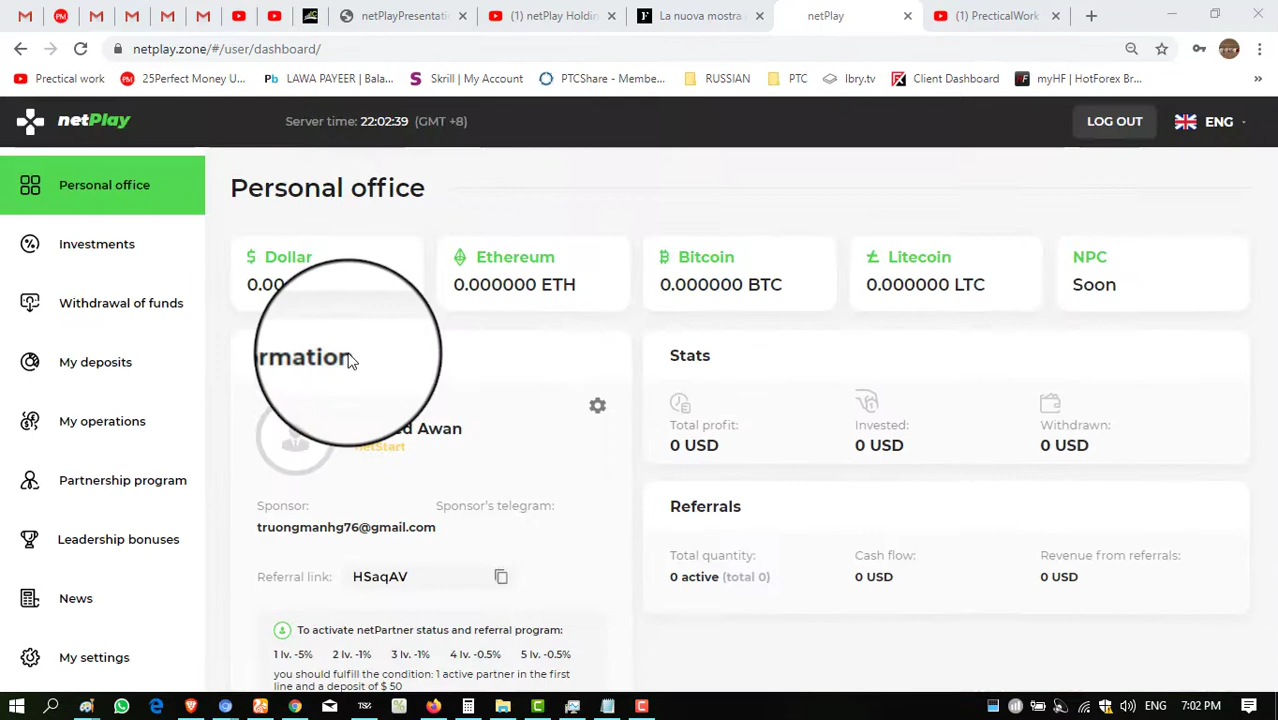 netPlayPresentati
(1) netPlay Holdin
La nuova mostra
netPlay
(1) PrecticalWork
netplay.zone/#/user/dashboard/
Prectical work
25Perfect Money U...
LAWA PAYEER | Bala...
Skrill | My Account
PTCShare - Membe...
RUSSIAN
PTC
lbry.tv
Client Dashboard
myHF | HotForex Br...
netPlay
Server time: 22:02:39 (GMT +8)
LOG OUT
ENG
Personal office
Investments
Withdrawal of funds
My deposits
My operations
Partnership program
Leadership bonuses
News
My settings
Personal office
Dollar
0.00
Ethereum
0.000000 ETH
Bitcoin
0.000000 BTC
Litecoin
0.000000 LTC
NPC
Soon
rmation
d Awan
netStart
Sponsor:
truongmanhg76@gmail.com
Sponsor's telegram:
Referral link: HSaqAV
To activate netPartner status and referral program:
1 lv. -5% 2 lv. -1% 3 lv. -1% 4 lv. -0.5% 5 lv. -0.5%
you should fulfill the condition: 1 active partner in the first
line and a deposit of $ 50
Stats
Total profit:
0 USD
Invested:
0 USD
Withdrawn:
0 USD
Referrals
Total quantity:
0 active (total 0)
Cash flow:
0 USD
Revenue from referrals:
0 USD
ENG
7:02 PM